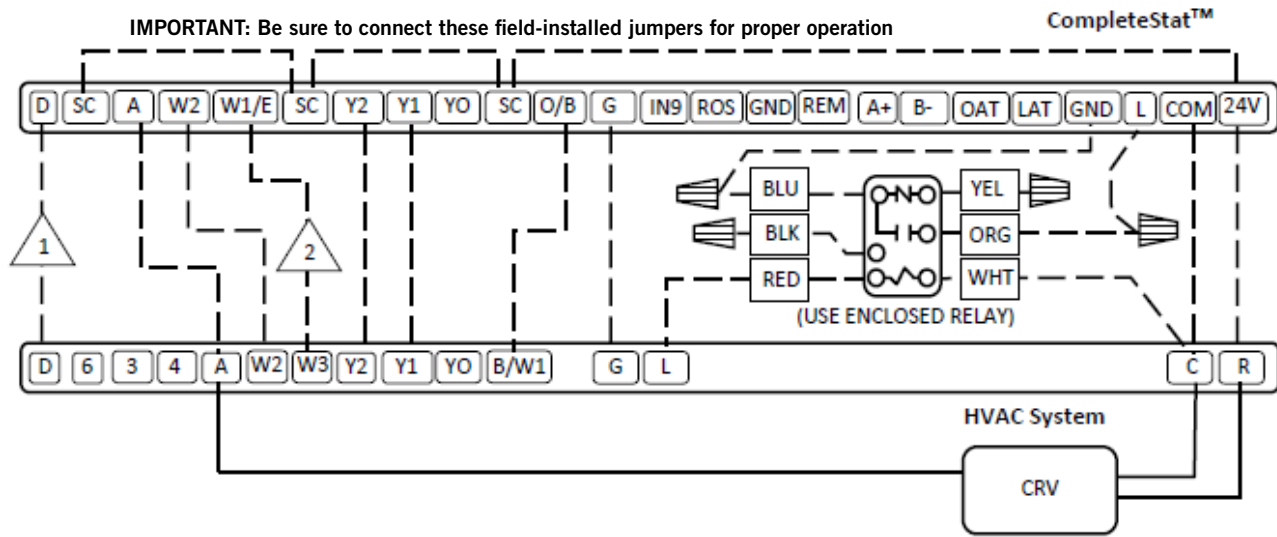 IMPORTANT: Be sure to connect these field-installed jumpers for proper operation
CompleteStat™
D SC A W2 W1/E SC Y2 Y1 YO SC O/B G IN9 ROS GND REM A+ B- OAT LAT GND L COM 24V
BLU YEL
1 2
BLK ORG
RED WHT
(USE ENCLOSED RELAY)
D 6 3 4 A W2 W3 Y2 Y1 YO B/W1 G L C R
HVAC System
CRV